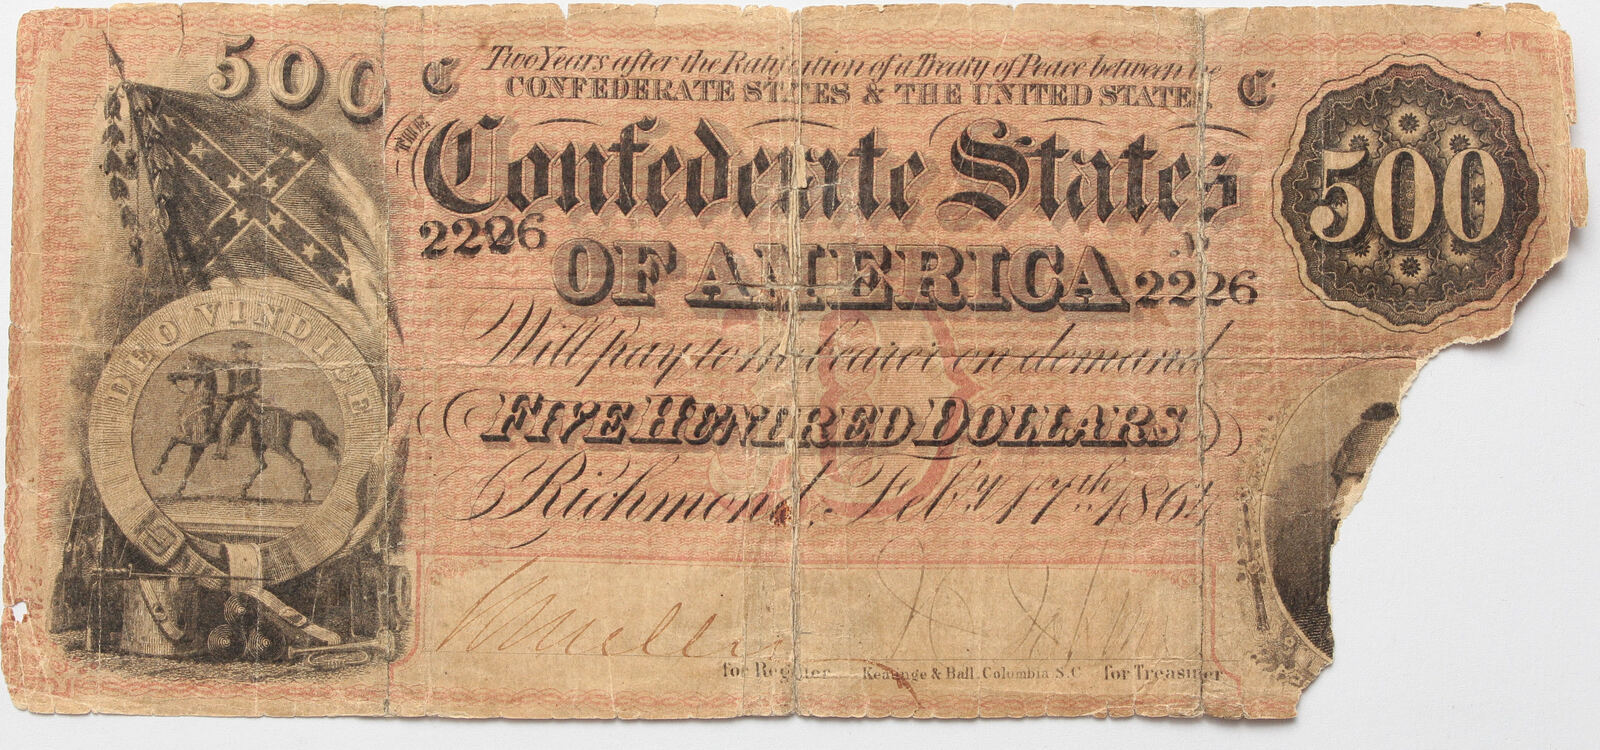 500
C Two Years after the Ratification of a Treaty of Peace between the C
CONFEDERATE STATES & THE UNITED STATES.
THE
Confederate States
500
2226
OF AMERICA
2226
Will pay to the bearer on demand
DEO VINDICE
FIVE HUNDRED DOLLARS
Richmond, Feb.y 17th 1864
for Register Keatinge & Ball, Columbia S.C. for Treasurer